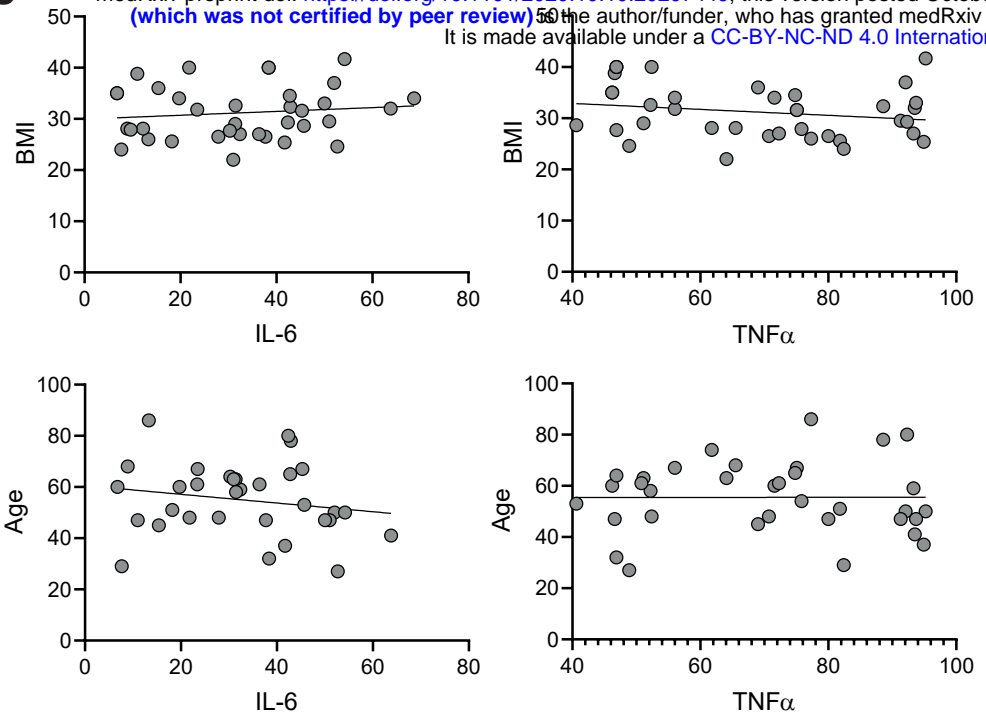 (which was not certified by peer review) is the author/funder, who has granted medRxiv
It is made available under a CC-BY-NC-ND 4.0 Internation
50
40
30
20
10
0
BMI
0 20 40 60 80
IL-6
50
40
30
20
10
0
BMI
40 60 80 100
TNFα
100
80
60
40
20
0
Age
0 20 40 60 80
IL-6
100
80
60
40
20
0
Age
40 60 80 100
TNFα